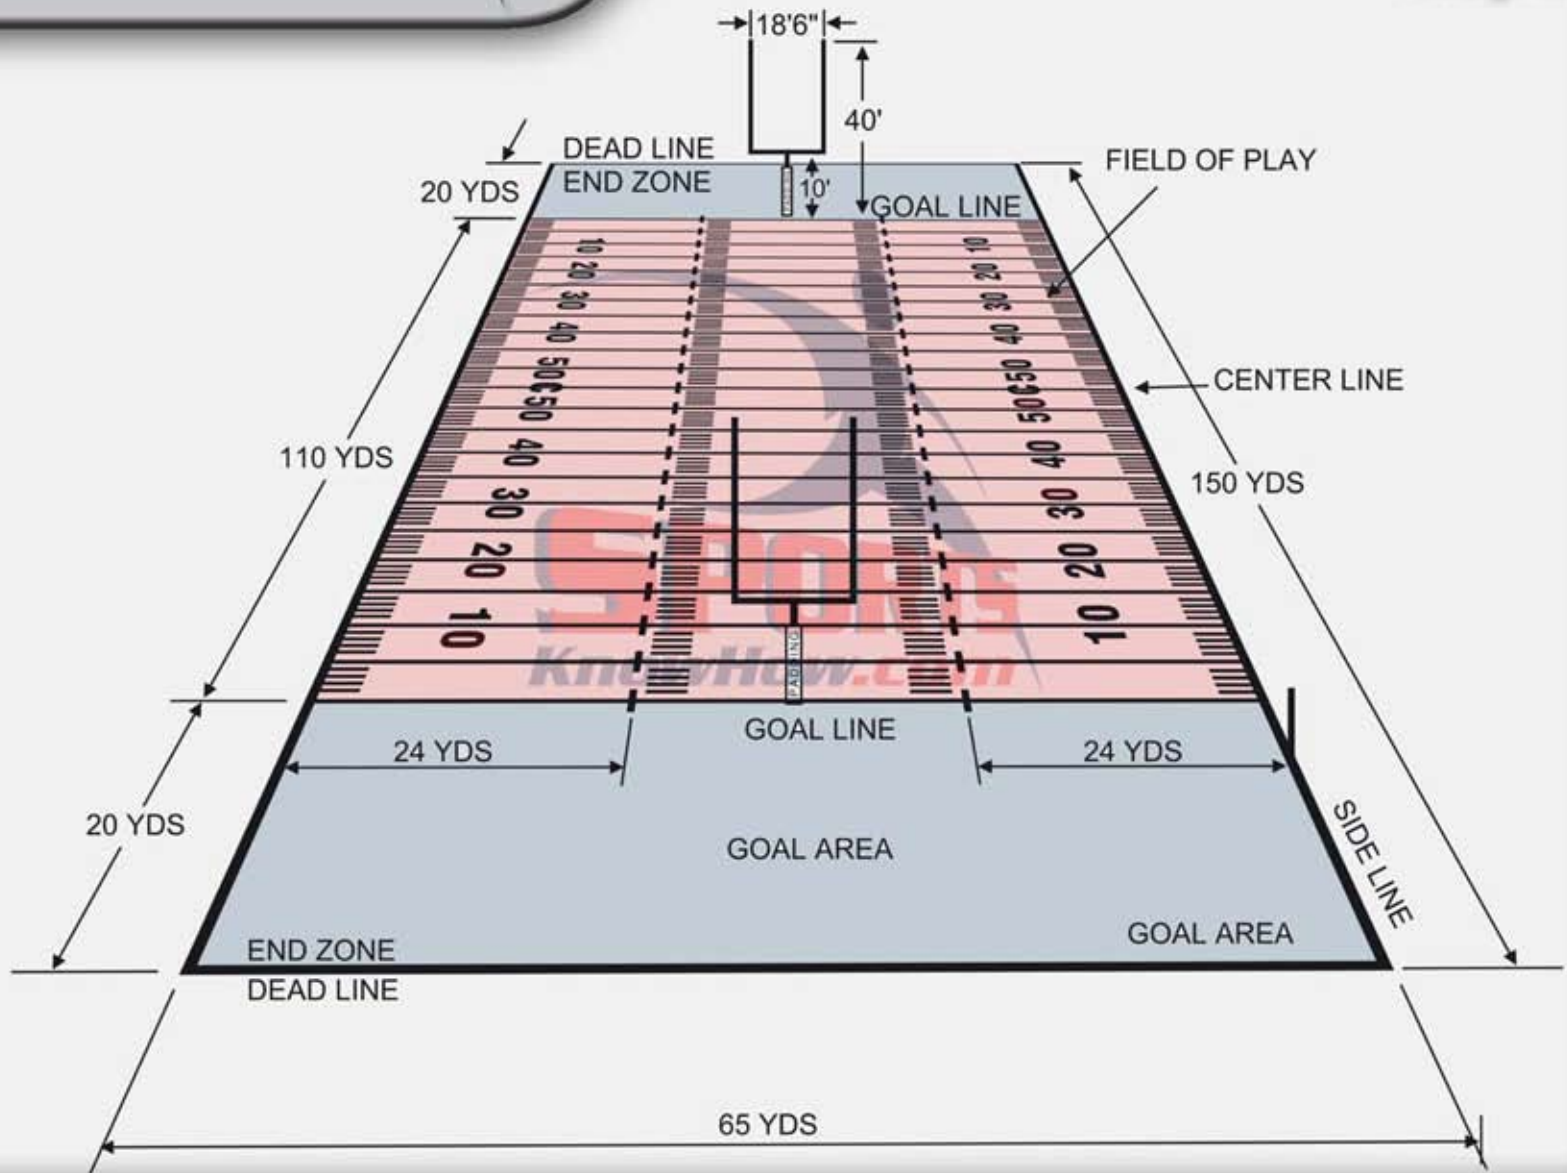 18'6"
40'
DEAD LINE
FIELD OF PLAY
END ZONE
20 YDS
10'
GOAL LINE
10 10
20 20
30 30
40 40
50 50
C C
50 50
CENTER LINE
40 40
110 YDS
150 YDS
30 30
20 20
10 10
SPORTS
KnowHow.com
PADDING
GOAL LINE
24 YDS
24 YDS
20 YDS
SIDE LINE
GOAL AREA
GOAL AREA
END ZONE
DEAD LINE
65 YDS